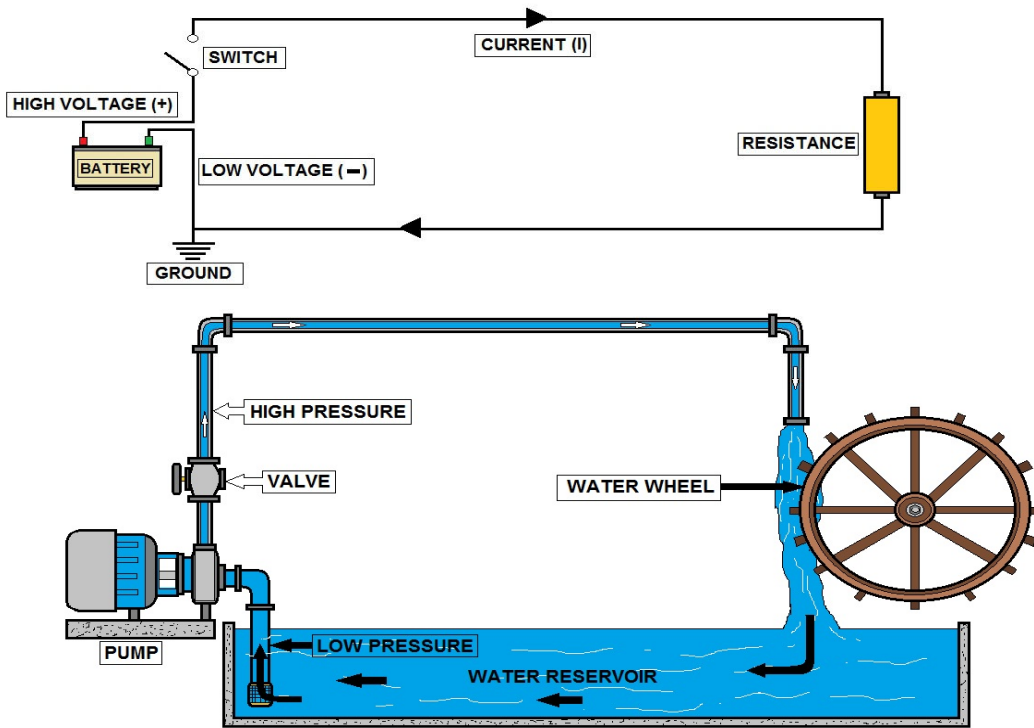 CURRENT (I)
SWITCH
HIGH VOLTAGE (+)
RESISTANCE
BATTERY
LOW VOLTAGE (-)
GROUND
HIGH PRESSURE
VALVE
WATER WHEEL
LOW PRESSURE
PUMP
WATER RESERVOIR